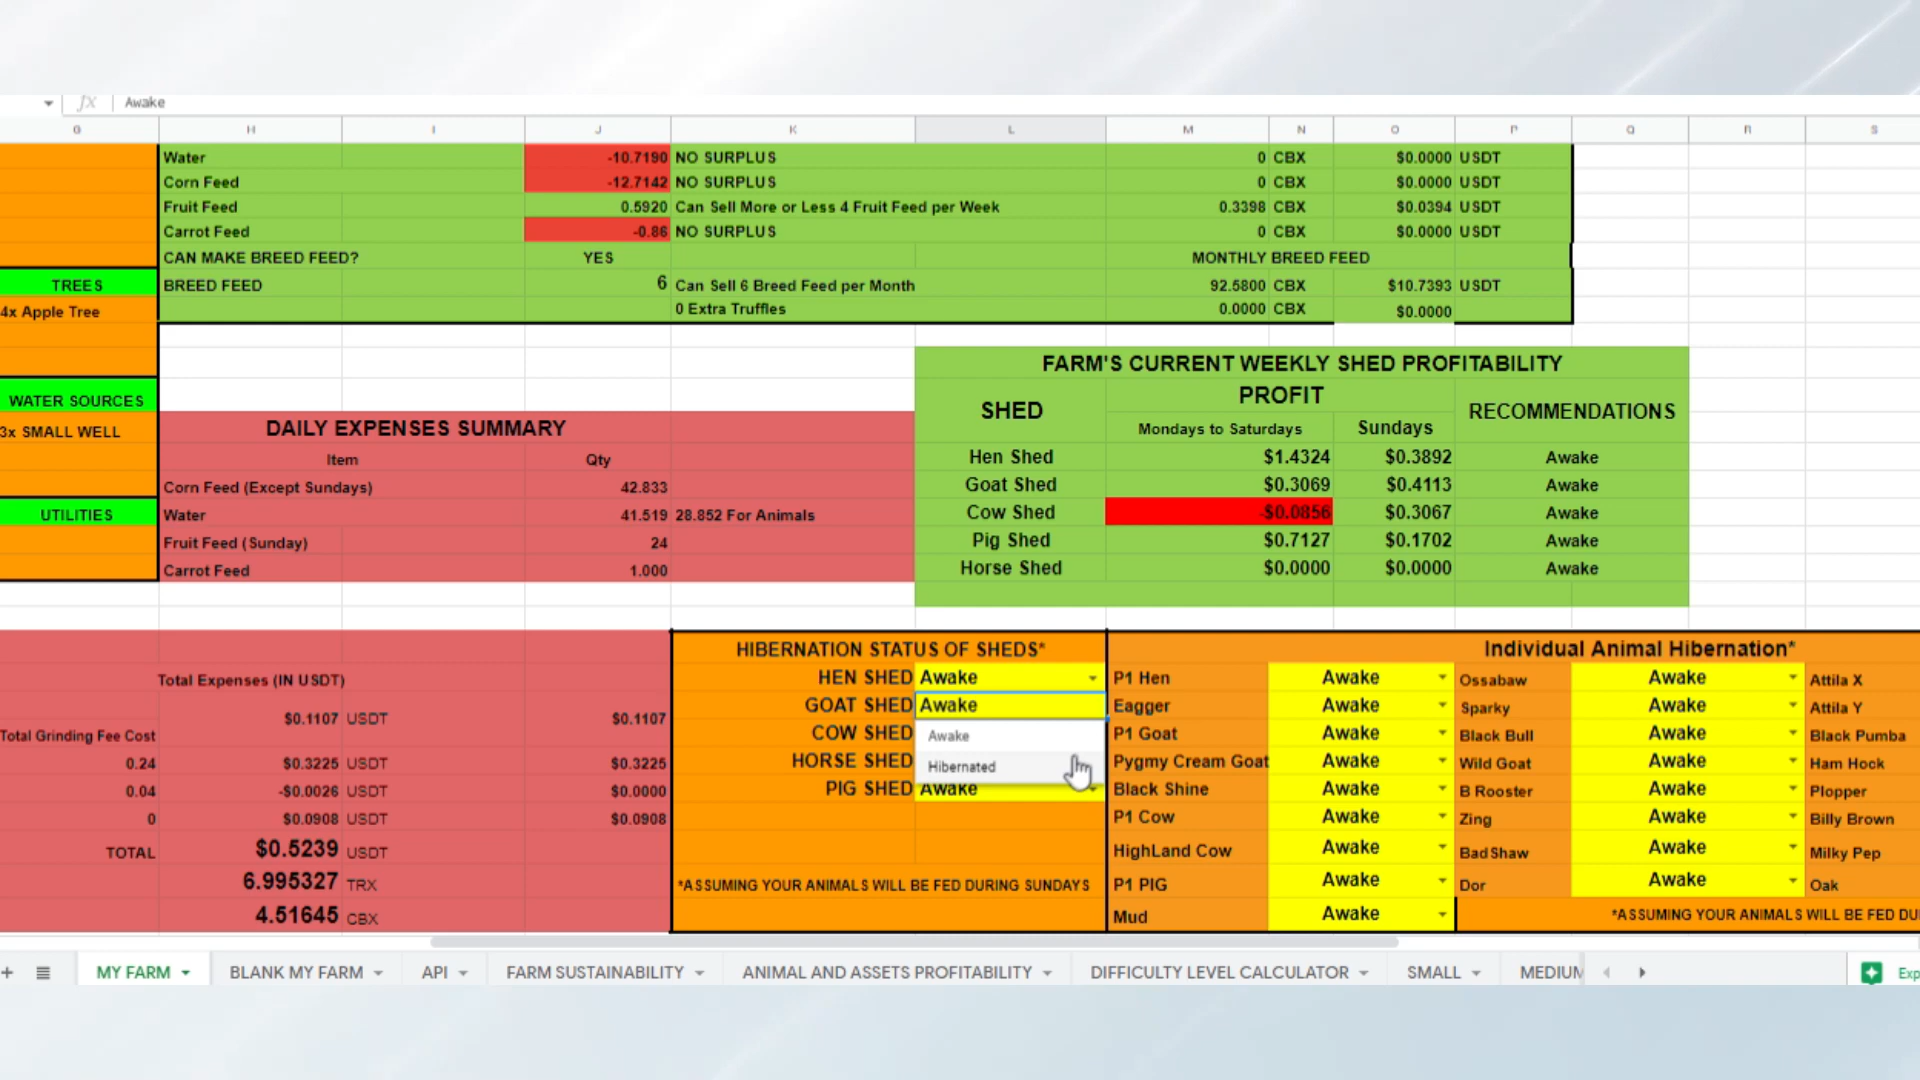 fx Awake
G H I J K L M N O P Q R S
Water -10.7190 NO SURPLUS 0 CBX $0.0000 USDT
Corn Feed -12.7142 NO SURPLUS 0 CBX $0.0000 USDT
Fruit Feed 0.5920 Can Sell More or Less 4 Fruit Feed per Week 0.3398 CBX $0.0394 USDT
Carrot Feed -0.86 NO SURPLUS 0 CBX $0.0000 USDT
CAN MAKE BREED FEED? YES MONTHLY BREED FEED
TREES BREED FEED 6 Can Sell 6 Breed Feed per Month 92.5800 CBX $10.7393 USDT
4x Apple Tree 0 Extra Truffles 0.0000 CBX $0.0000
FARM'S CURRENT WEEKLY SHED PROFITABILITY
WATER SOURCES SHED PROFIT RECOMMENDATIONS
3x SMALL WELL DAILY EXPENSES SUMMARY Mondays to Saturdays Sundays
Item Qty Hen Shed $1.4324 $0.3892 Awake
Corn Feed (Except Sundays) 42.833 Goat Shed $0.3069 $0.4113 Awake
UTILITIES Water 41.519 28.852 For Animals Cow Shed -$0.0856 $0.3067 Awake
Fruit Feed (Sunday) 24 Pig Shed $0.7127 $0.1702 Awake
Carrot Feed 1.000 Horse Shed $0.0000 $0.0000 Awake
HIBERNATION STATUS OF SHEDS* Individual Animal Hibernation*
Total Expenses (IN USDT) HEN SHED Awake P1 Hen Awake Ossabaw Awake Attila X
$0.1107 USDT $0.1107 GOAT SHED Awake Eagger Awake Sparky Awake Attila Y
Total Grinding Fee Cost COW SHED Awake P1 Goat Awake Black Bull Awake Black Pumba
0.24 $0.3225 USDT $0.3225 HORSE SHED Hibernated Pygmy Cream Goat Awake Wild Goat Awake Ham Hock
0.04 -$0.0026 USDT $0.0000 PIG SHED Awake Black Shine Awake B Rooster Awake Plopper
0 $0.0908 USDT $0.0908 P1 Cow Awake Zing Awake Billy Brown
TOTAL $0.5239 USDT HighLand Cow Awake BadShaw Awake Milky Pep
6.995327 TRX *ASSUMING YOUR ANIMALS WILL BE FED DURING SUNDAYS P1 PIG Awake Dor Awake Oak
4.51645 CBX Mud Awake *ASSUMING YOUR ANIMALS WILL BE FED DU
+ MY FARM BLANK MY FARM API FARM SUSTAINABILITY ANIMAL AND ASSETS PROFITABILITY DIFFICULTY LEVEL CALCULATOR SMALL MEDIUM Exp